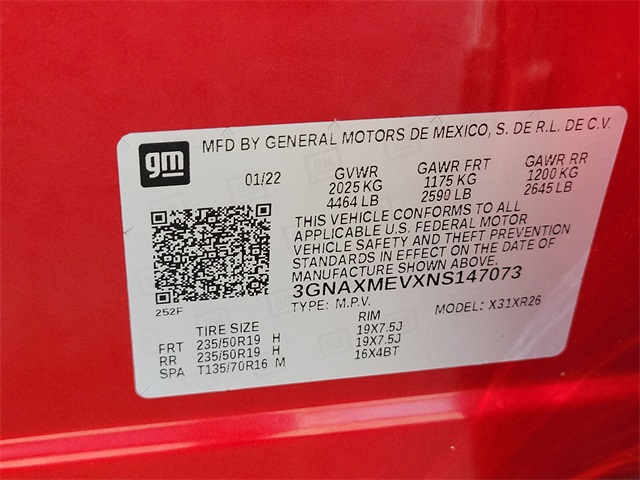 gm
MFD BY GENERAL MOTORS DE MEXICO, S. DE R.L. DE C.V.
01/22 GVWR GAWR FRT GAWR RR
2025 KG 1175 KG 1200 KG
4464 LB 2590 LB 2645 LB
THIS VEHICLE CONFORMS TO ALL
APPLICABLE U.S. FEDERAL MOTOR
VEHICLE SAFETY AND THEFT PREVENTION
STANDARDS IN EFFECT ON THE DATE OF
MANUFACTURE SHOWN ABOVE.
3GNAXMEVXNS147073
TYPE: M.P.V. MODEL: X31XR26
252F
TIRE SIZE RIM
FRT 235/50R19 H 19X7.5J
RR 235/50R19 H 19X7.5J
SPA T135/70R16 M 16X4BT